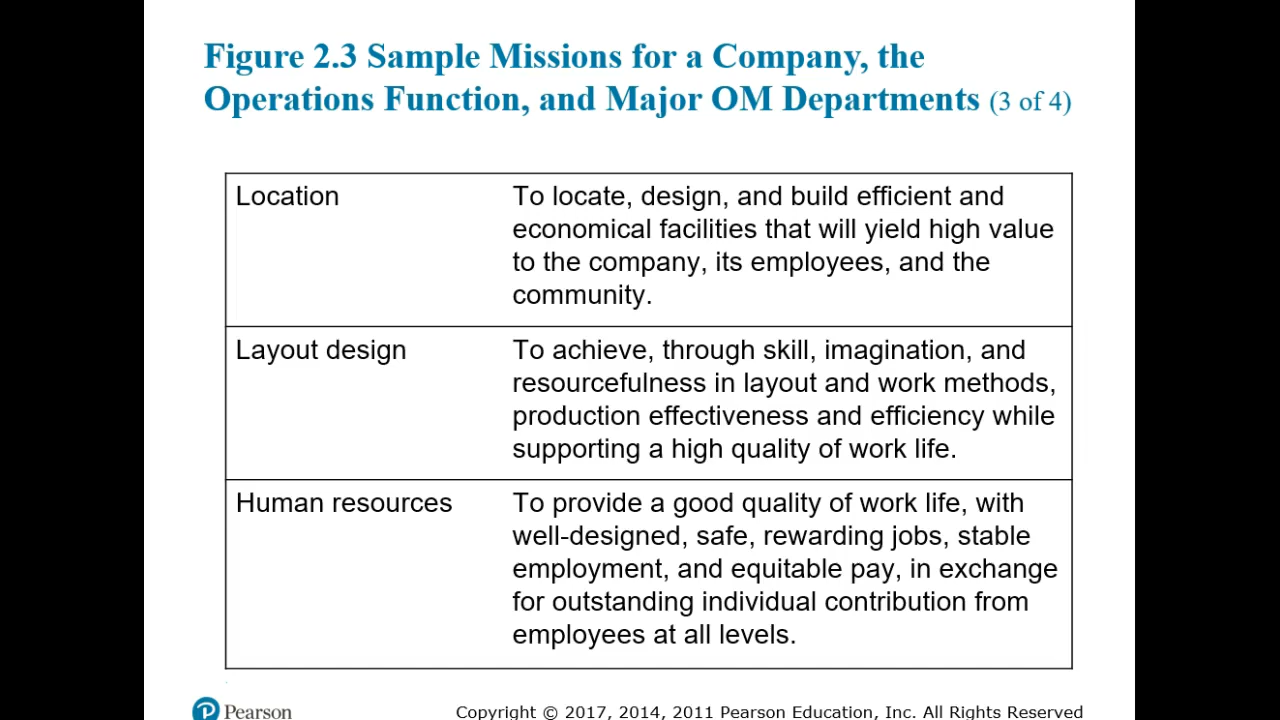 Figure 2.3 Sample Missions for a Company, the
Operations Function, and Major OM Departments (3 of 4)
Location
To locate, design, and build efficient and
economical facilities that will yield high value
to the company, its employees, and the
community.
Layout design
To achieve, through skill, imagination, and
resourcefulness in layout and work methods,
production effectiveness and efficiency while
supporting a high quality of work life.
Human resources
To provide a good quality of work life, with
well-designed, safe, rewarding jobs, stable
employment, and equitable pay, in exchange
for outstanding individual contribution from
employees at all levels.
P Pearson
Copyright © 2017, 2014, 2011 Pearson Education, Inc. All Rights Reserved